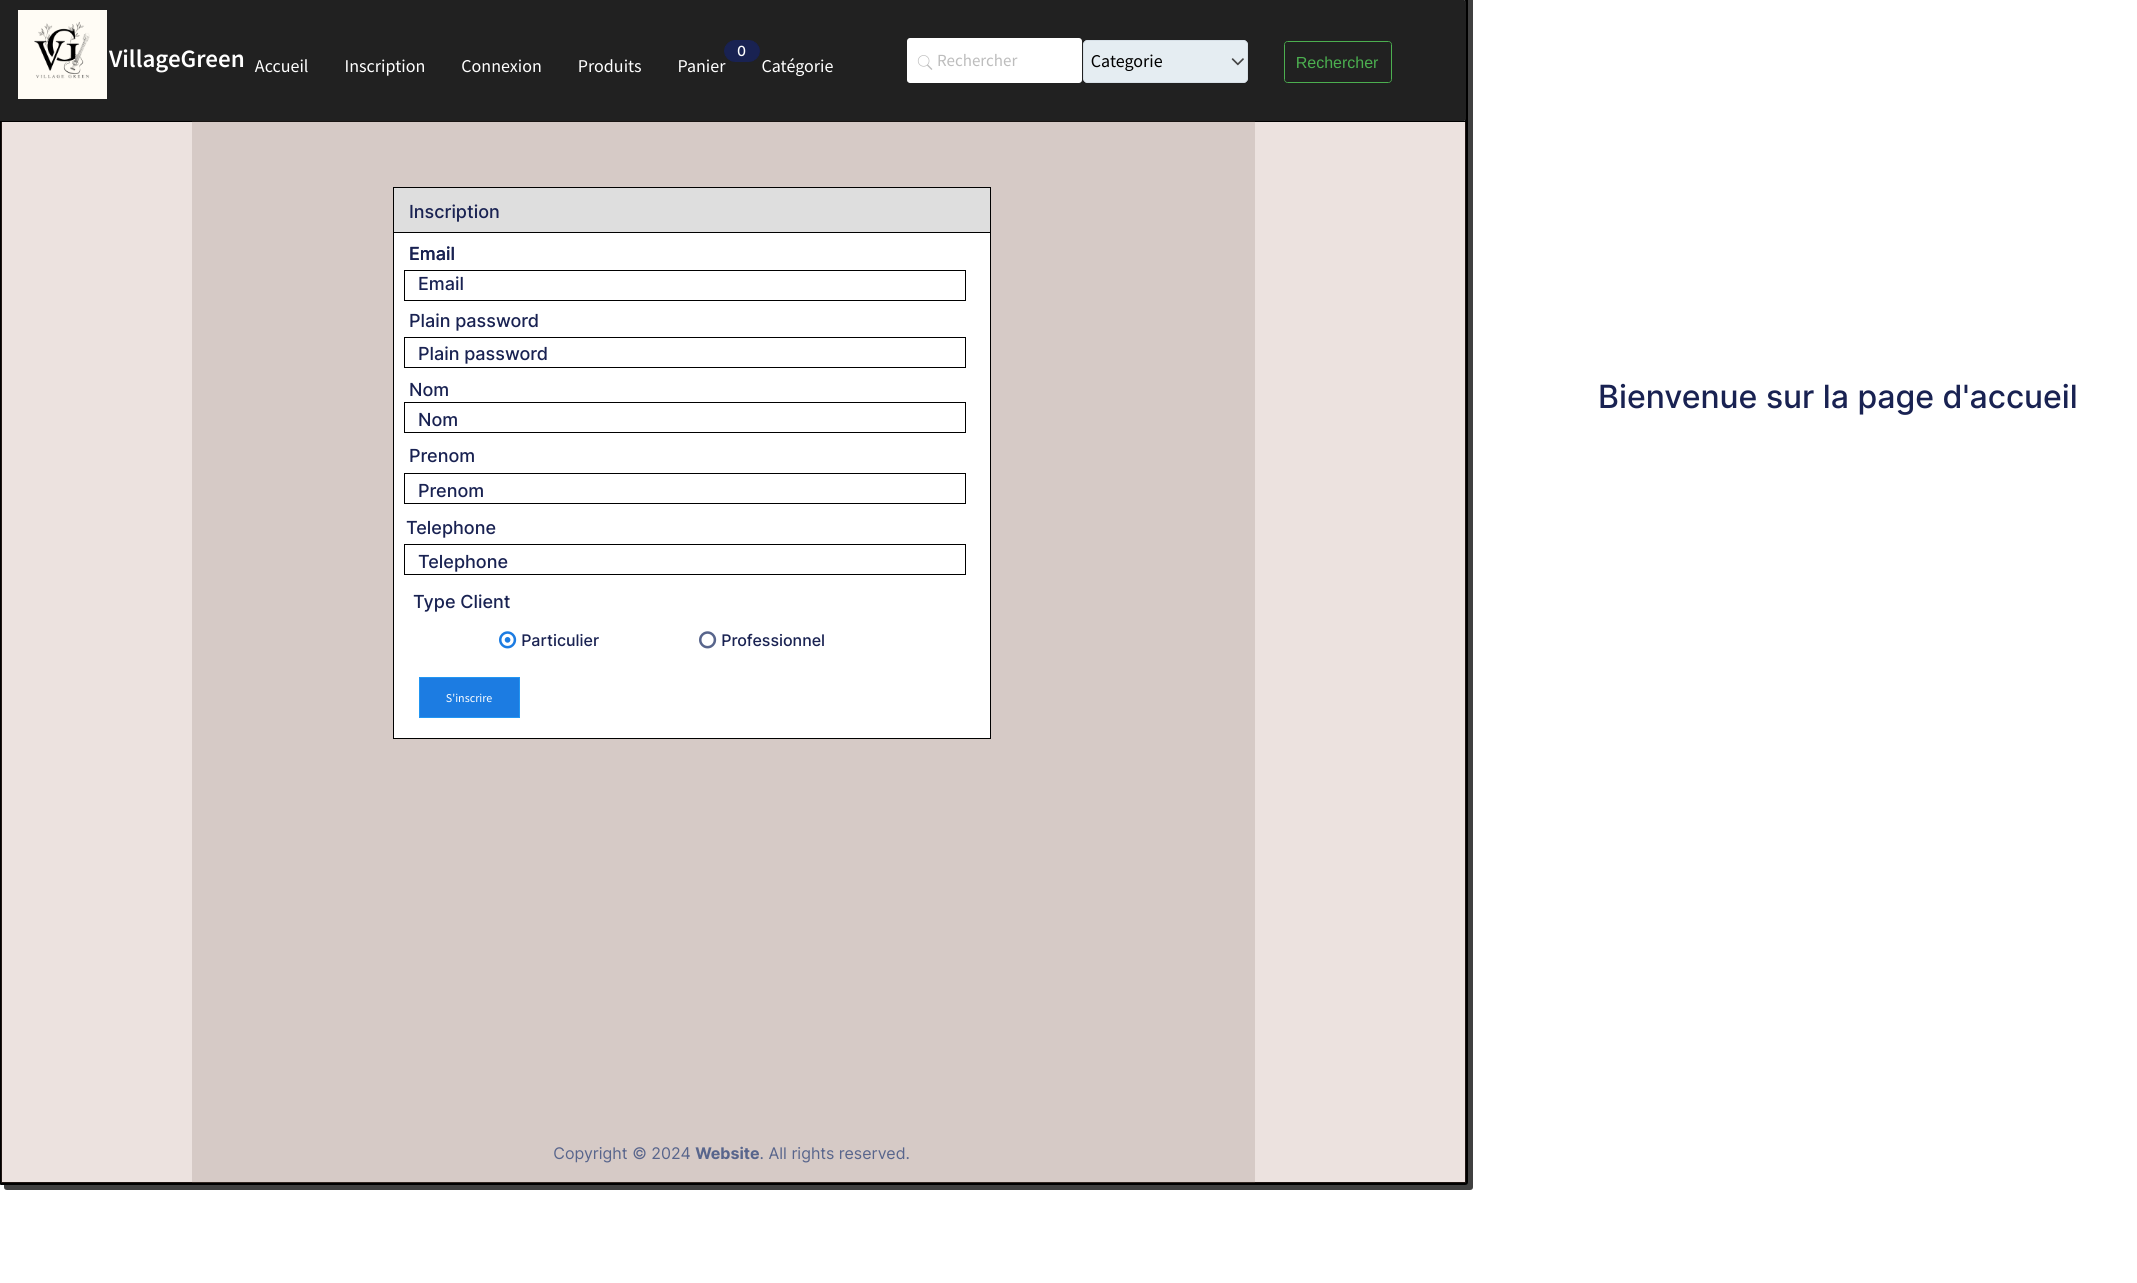 VG
VILLAGE GREEN
VillageGreen
Accueil
Inscription
Connexion
Produits
Panier
0
Catégorie
Rechercher
Categorie
Rechercher
Inscription
Email
Email
Plain password
Plain password
Nom
Nom
Prenom
Prenom
Telephone
Telephone
Type Client
Particulier
Professionnel
S'inscrire
Bienvenue sur la page d'accueil
Copyright © 2024 Website. All rights reserved.